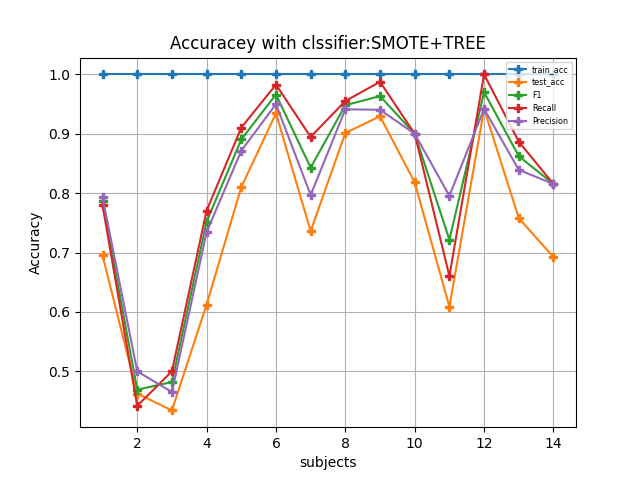 Accuracey with clssifier:SMOTE+TREE
train_acc
test_acc
F1
Recall
Precision
Accuracy
1.0
0.9
0.8
0.7
0.6
0.5
2 4 6 8 10 12 14
subjects